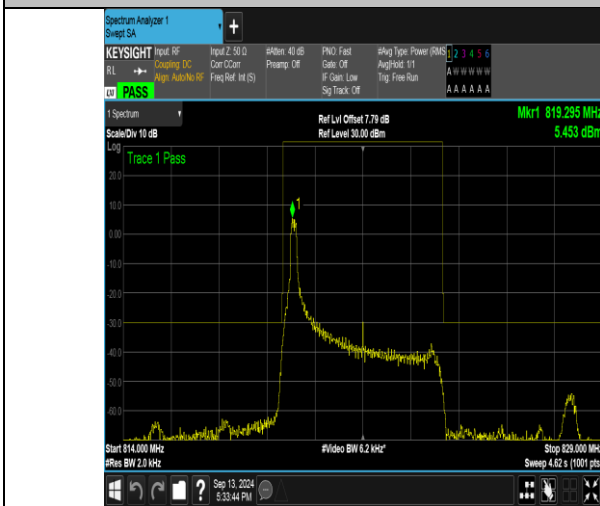 Spectrum Analyzer 1
Swept SA
+
KEYSIGHT Input: RF Input Z: 50 Ω #Atten: 40 dB PNO: Fast #Avg Type: Power (RMS 1 2 3 4 5 6
RL Coupling: DC Corr CCorr Preamp: Off Gate: Off Avg|Hold: 1/1 A W W W W W
Align: Auto/No RF Freq Ref: Int (S) IF Gain: Low Trig: Free Run
LXI PASS Sig Track: Off A A A A A A
1 Spectrum Ref Lvl Offset 7.79 dB Mkr1 819.295 MHz
Scale/Div 10 dB Ref Level 30.00 dBm 5.453 dBm
Log
Trace 1 Pass
20.0
10.0
1
0.00
-10.0
-20.0
-30.0
-40.0
-50.0
-60.0
Start 814.000 MHz #Video BW 6.2 kHz* Stop 829.000 MHz
#Res BW 2.0 kHz Sweep 4.62 s (1001 pts)
? Sep 13, 2024
5:33:44 PM